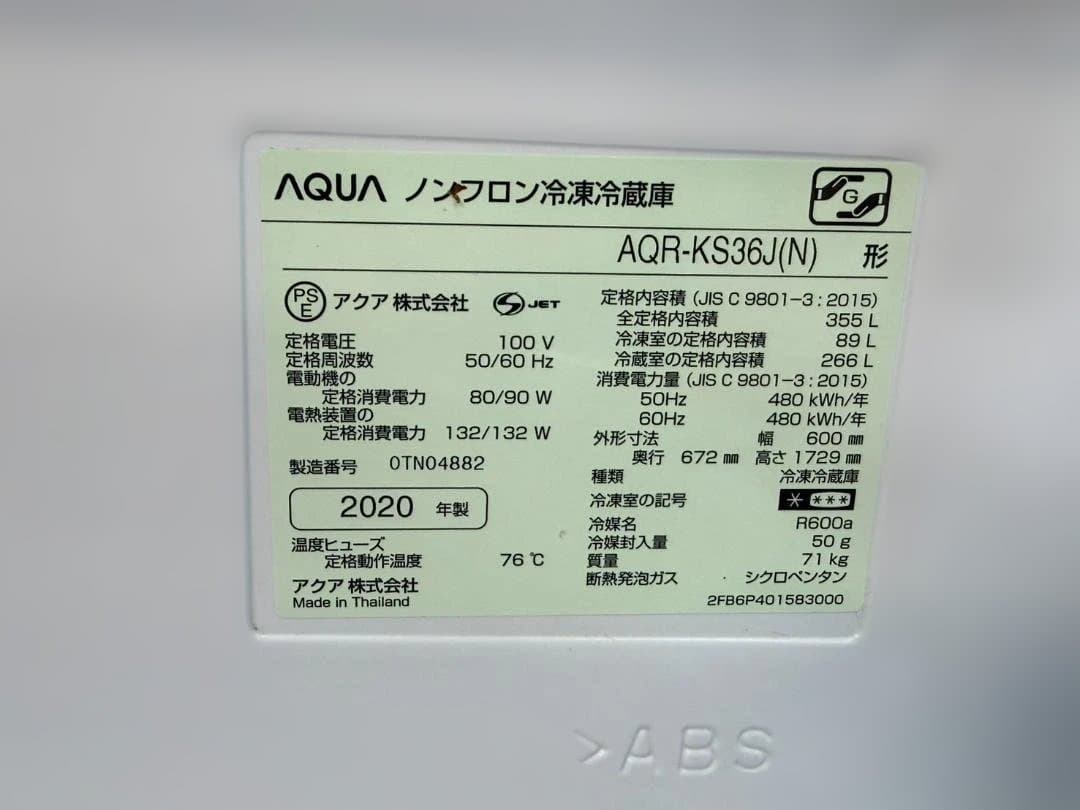 AQUA ノンフロン冷凍冷蔵庫
G
AQR-KS36J(N) 形
PS
E
アクア 株式会社
JET
定格電圧 100 V
定格周波数 50/60 Hz
電動機の
定格消費電力 80/90 W
電熱装置の
定格消費電力 132/132 W
製造番号 0TN04882
2020 年製
温度ヒューズ
定格動作温度 76 ℃
アクア 株式会社
Made in Thailand
定格内容積 (JIS C 9801-3:2015)
全定格内容積 355 L
冷凍室の定格内容積 89 L
冷蔵室の定格内容積 266 L
消費電力量 (JIS C 9801-3:2015)
50Hz 480 kWh/年
60Hz 480 kWh/年
外形寸法 幅 600 ㎜
奥行 672 ㎜ 高さ 1729 ㎜
種類 冷凍冷蔵庫
冷凍室の記号 * ***
冷媒名 R600a
冷媒封入量 50 g
質量 71 kg
断熱発泡ガス シクロペンタン
2FB6P401583000
>ABS